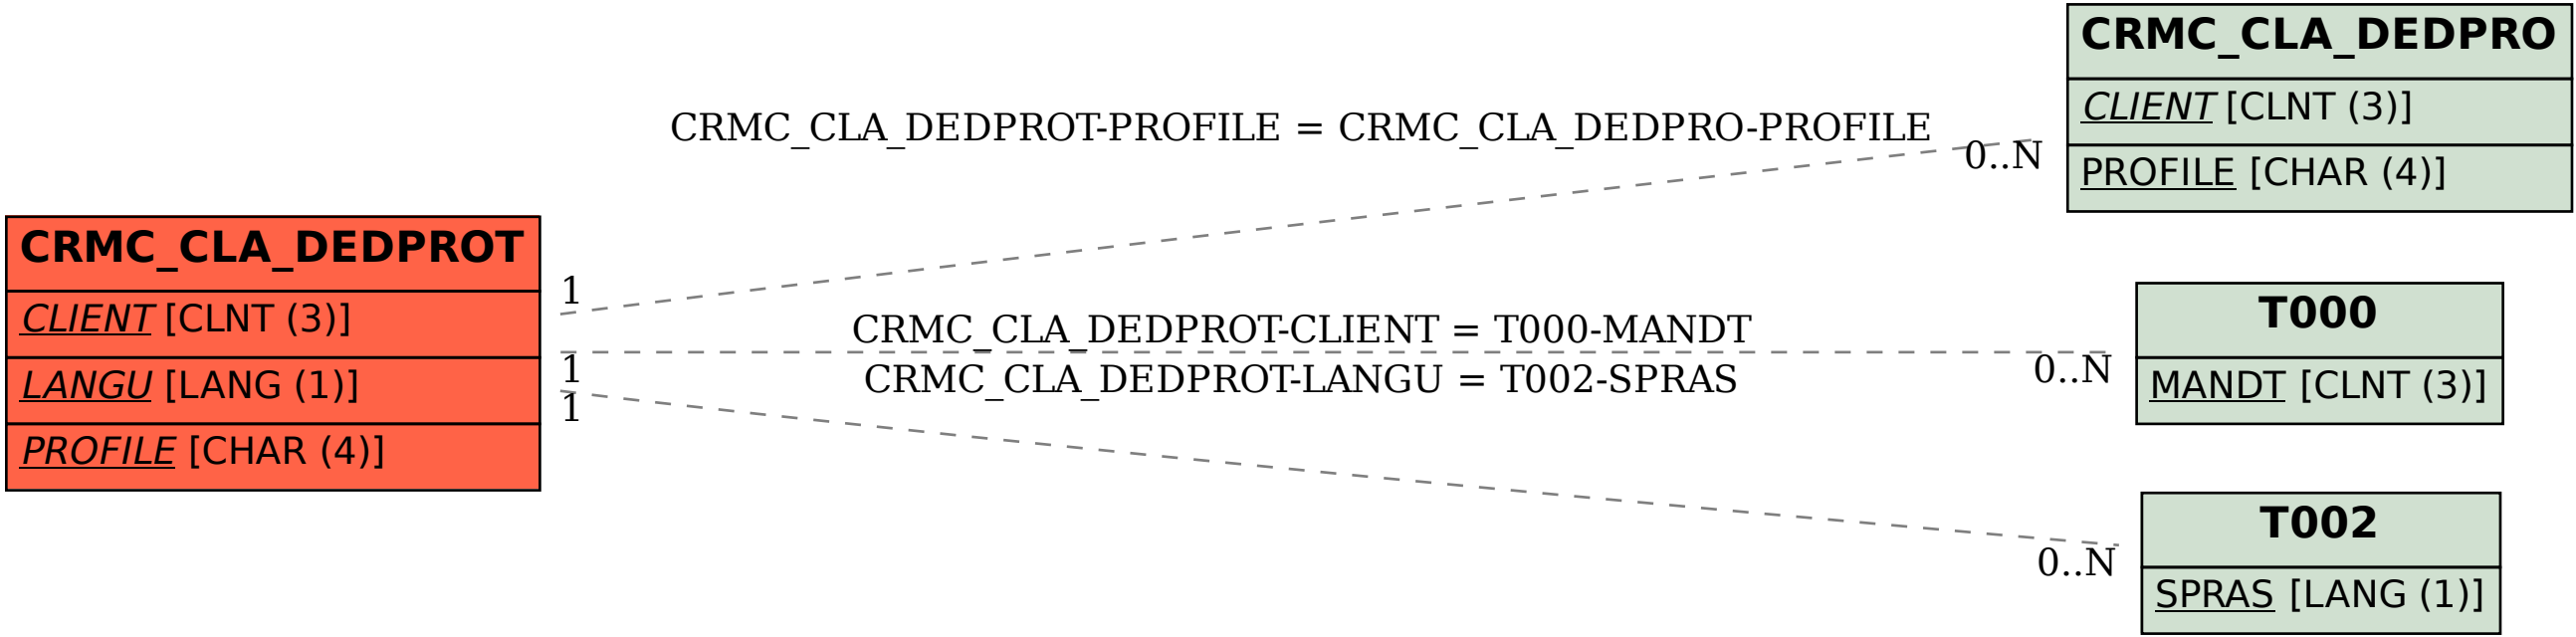 CRMC_CLA_DEDPRO
CLIENT [CLNT (3)]
PROFILE [CHAR (4)]
CRMC_CLA_DEDPROT-PROFILE = CRMC_CLA_DEDPRO-PROFILE
0..N
CRMC_CLA_DEDPROT
CLIENT [CLNT (3)]
LANGU [LANG (1)]
PROFILE [CHAR (4)]
1
1
1
CRMC_CLA_DEDPROT-CLIENT = T000-MANDT
0..N
CRMC_CLA_DEDPROT-LANGU = T002-SPRAS
0..N
T000
MANDT [CLNT (3)]
T002
SPRAS [LANG (1)]